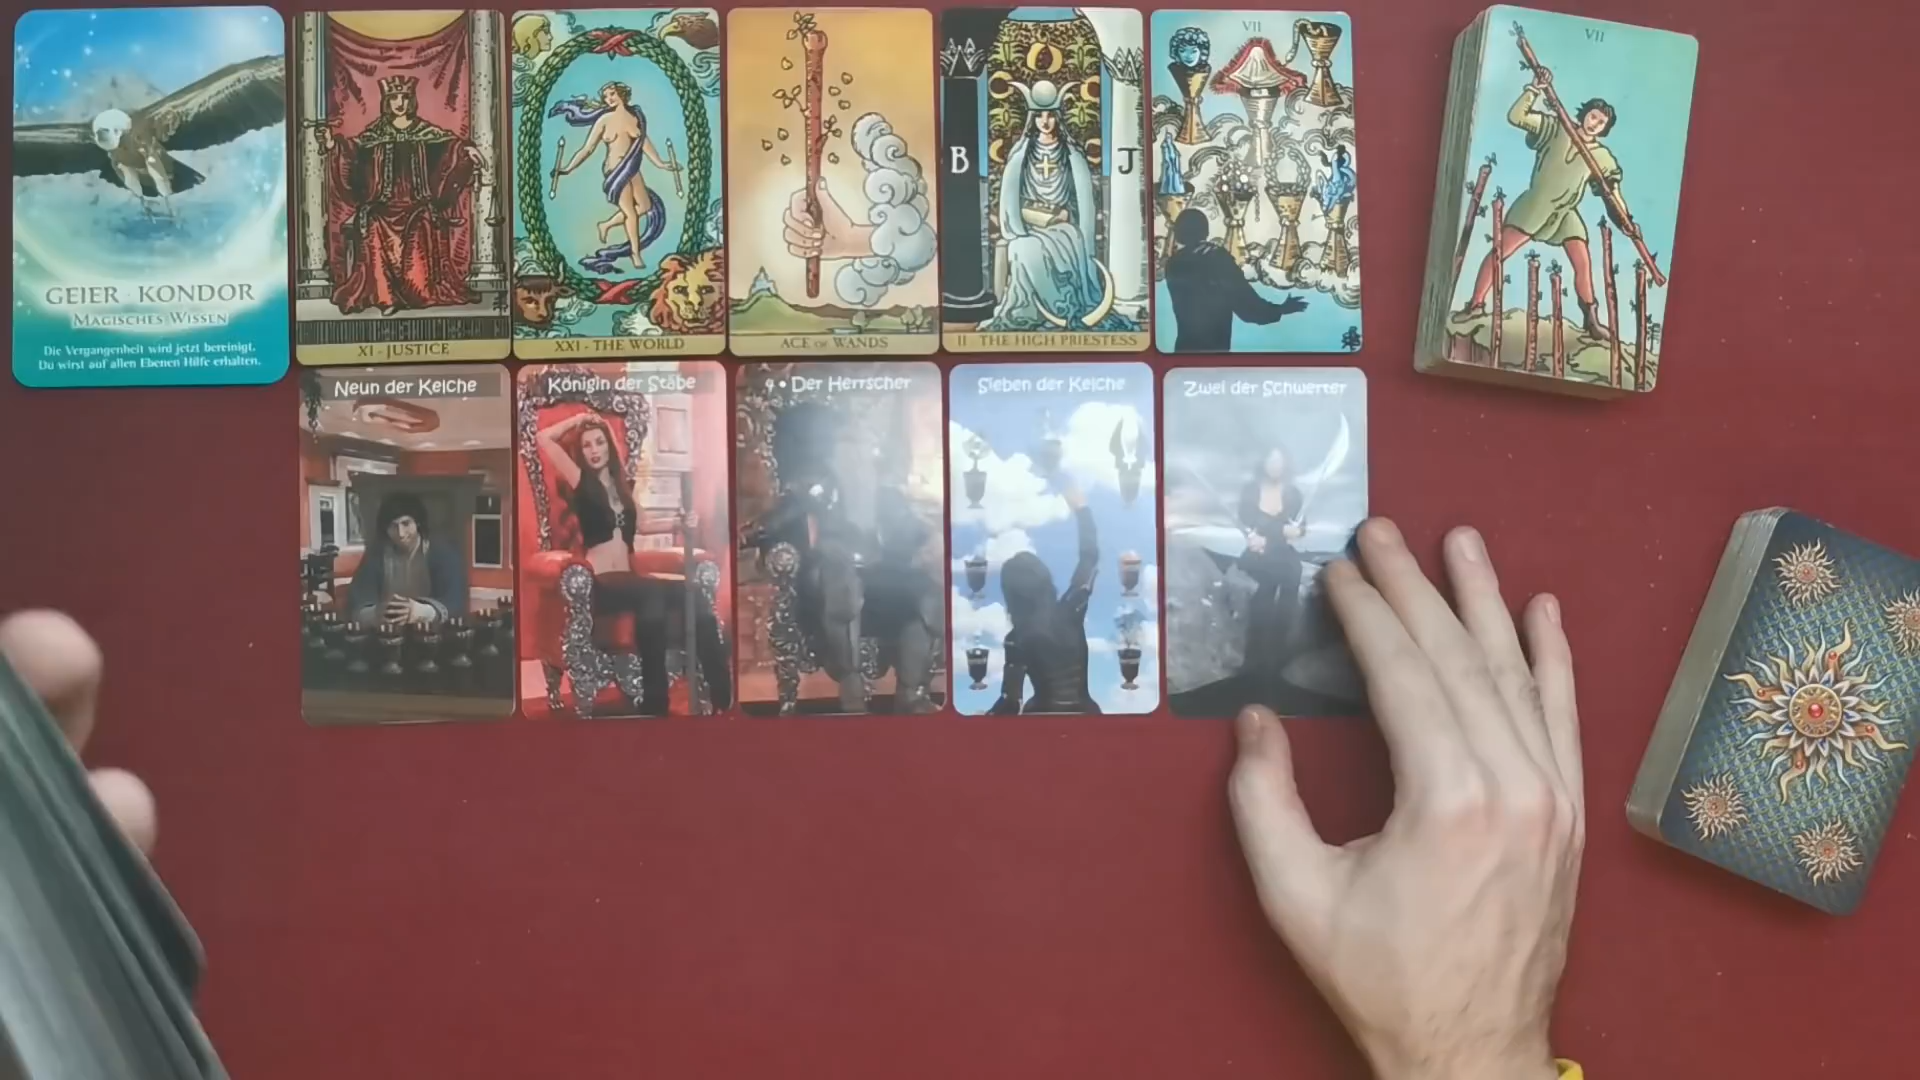 GEIER · KONDOR
MAGISCHES WISSEN
Die Vergangenheit wird jetzt bereinigt.
Du wirst auf allen Ebenen Hilfe erhalten.
XI - JUSTICE
XXI - THE WORLD
ACE OF WANDS
B
J
II - THE HIGH PRIESTESS
VII
VII
Neun der Kelche
Königin der Stäbe
4 • Der Herrscher
Sieben der Kelche
Zwei der Schwerter